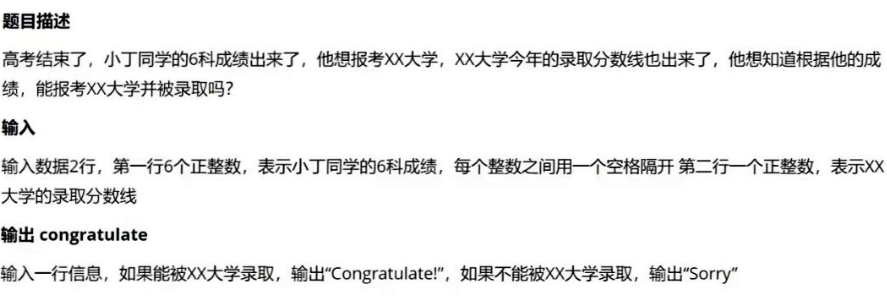 题目描述
高考结束了，小丁同学的6科成绩出来了，他想报考XX大学，XX大学今年的录取分数线也出来了，他想知道根据他的成
绩，能报考XX大学并被录取吗？
输入
输入数据2行，第一行6个正整数，表示小丁同学的6科成绩，每个整数之间用一个空格隔开 第二行一个正整数，表示XX
大学的录取分数线
输出 congratulate
输入一行信息，如果能被XX大学录取，输出“Congratulate!”，如果不能被XX大学录取，输出“Sorry”